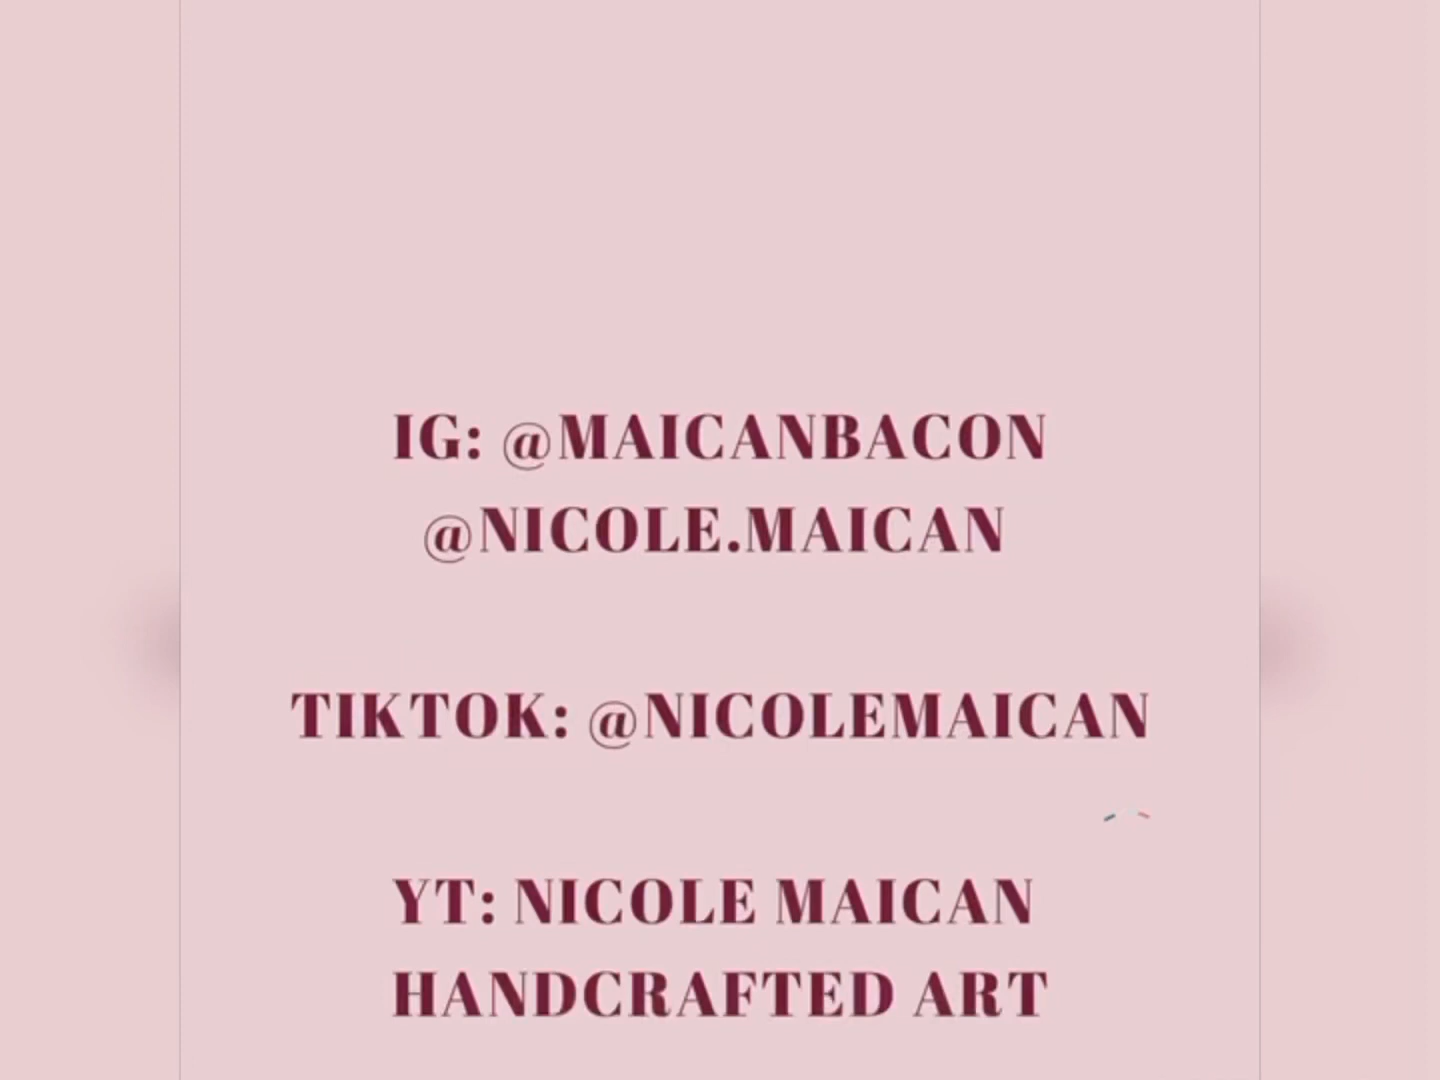 IG: @MAICANBACON
@NICOLE.MAICAN
TIKTOK: @NICOLEMAICAN
YT: NICOLE MAICAN
HANDCRAFTED ART